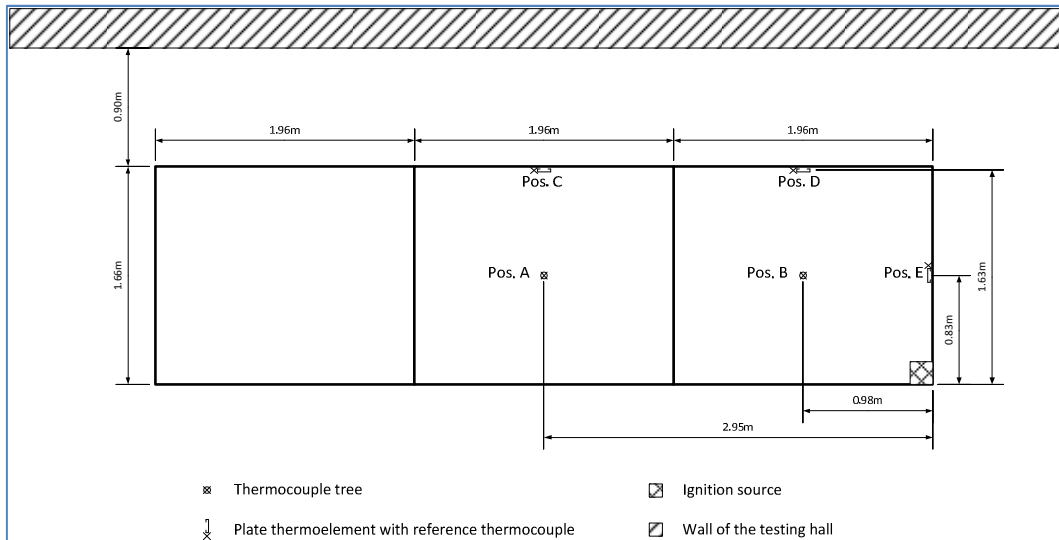 0.90m
1.96m
1.96m
1.96m
Pos. C
Pos. D
1.66m
Pos. A
Pos. B
Pos. E
1.63m
0.83m
0.98m
2.95m
Thermocouple tree
Ignition source
Plate thermoelement with reference thermocouple
Wall of the testing hall